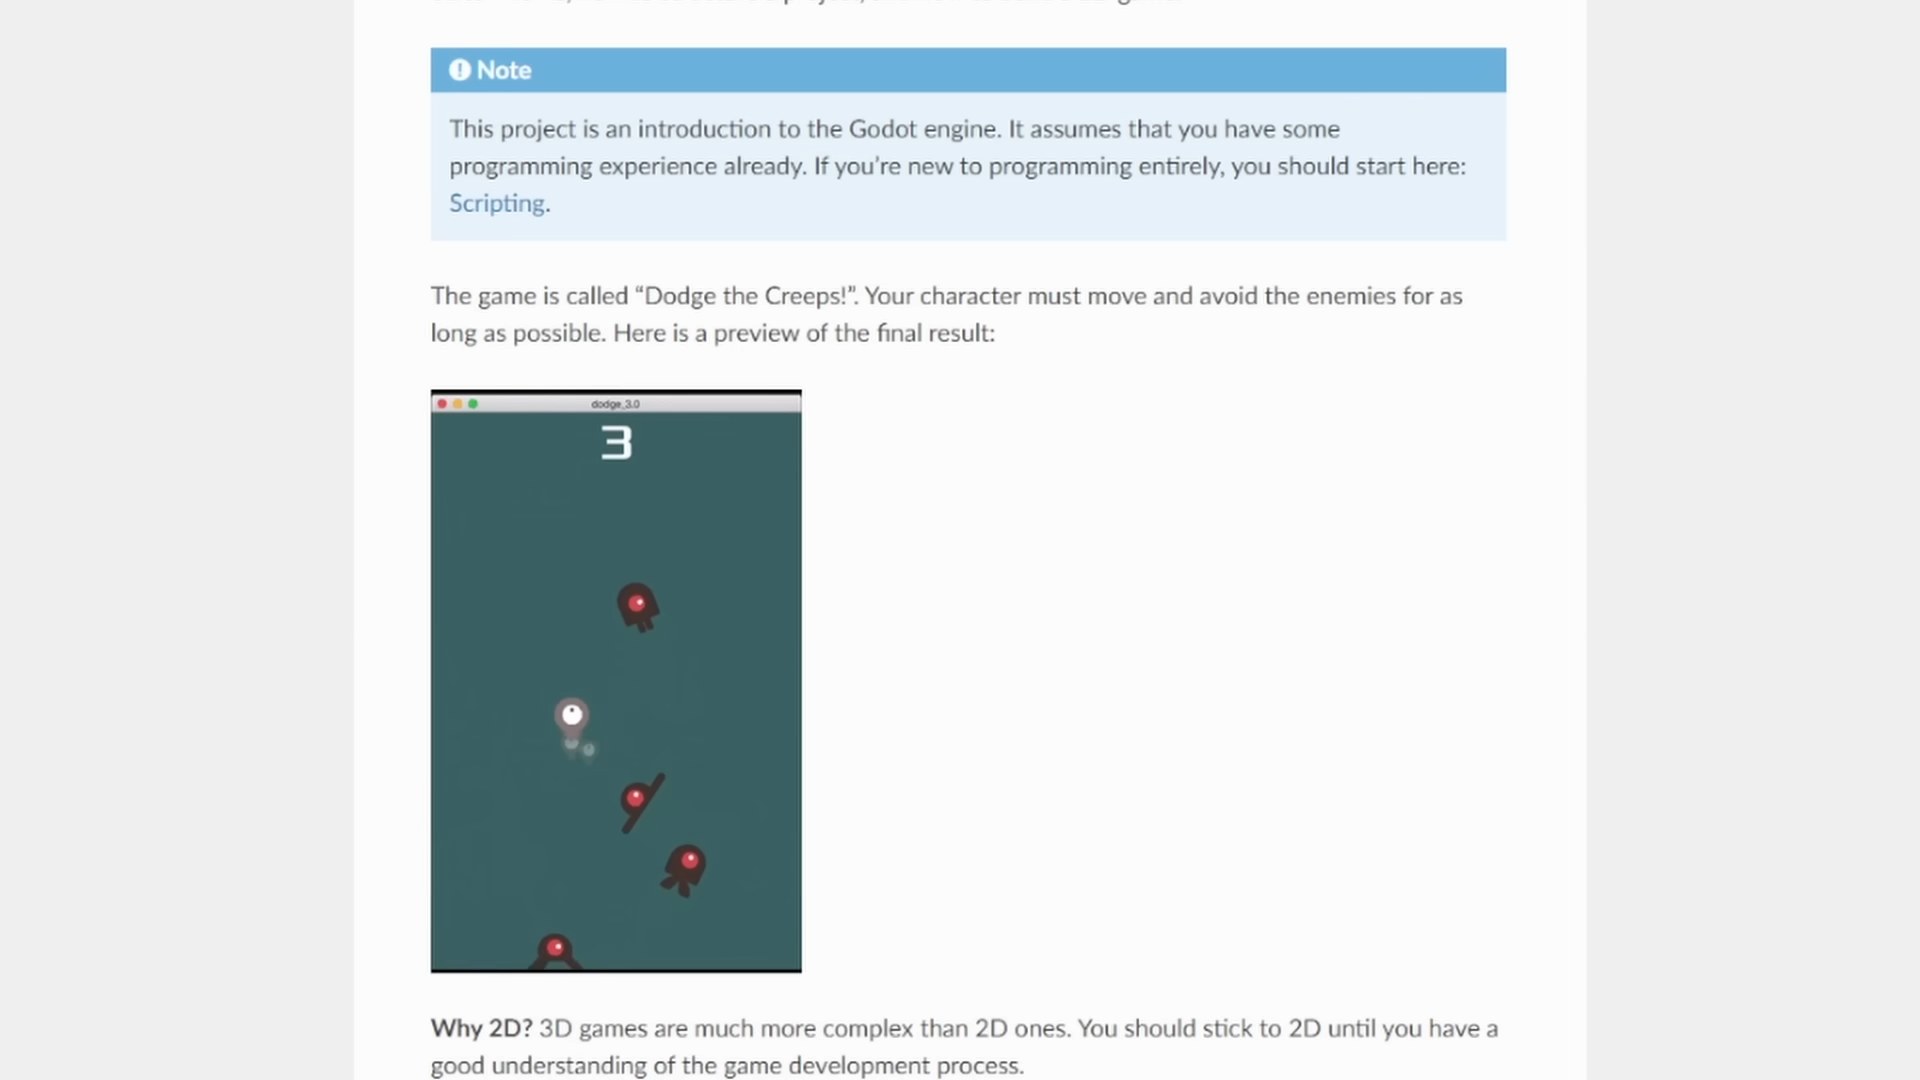 Note
This project is an introduction to the Godot engine. It assumes that you have some
programming experience already. If you're new to programming entirely, you should start here:
Scripting.
The game is called “Dodge the Creeps!”. Your character must move and avoid the enemies for as
long as possible. Here is a preview of the final result:
dodge_3.0
3
Why 2D? 3D games are much more complex than 2D ones. You should stick to 2D until you have a
good understanding of the game development process.